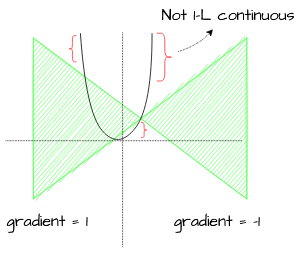 Not 1-L continuous
gradient = 1
gradient = -1